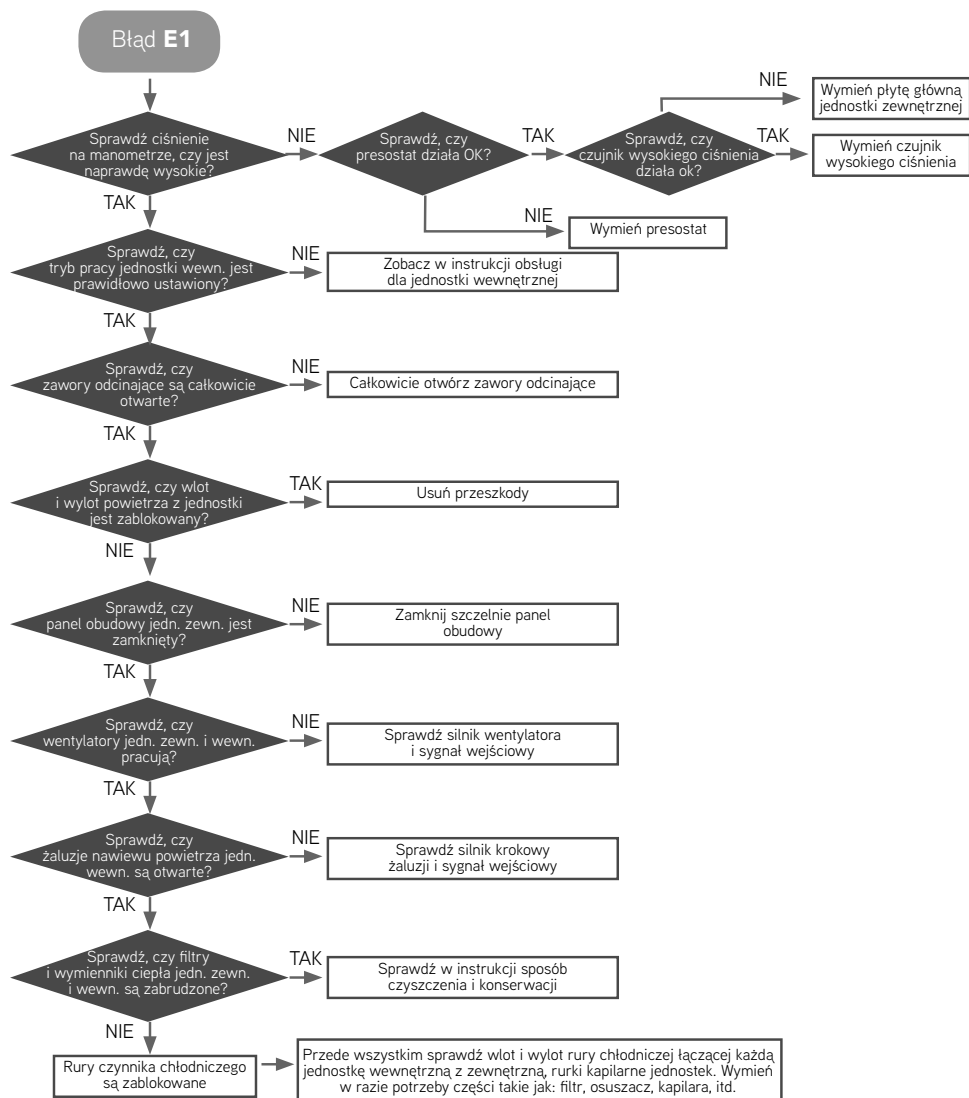 Błąd E1
Sprawdź ciśnienie
na manometrze, czy jest
naprawdę wysokie?
NIE
Sprawdź, czy
presostat działa OK?
TAK
Sprawdź, czy
czujnik wysokiego ciśnienia
działa ok?
NIE
Wymień płytę główną
jednostki zewnętrznej
TAK
Wymień czujnik
wysokiego ciśnienia
NIE
Wymień presostat
TAK
Sprawdź, czy
tryb pracy jednostki wewn. jest
prawidłowo ustawiony?
NIE
Zobacz w instrukcji obsługi
dla jednostki wewnętrznej
TAK
Sprawdź, czy
zawory odcinające są całkowicie
otwarte?
NIE
Całkowicie otwórz zawory odcinające
TAK
Sprawdź, czy wlot
i wylot powietrza z jednostki
jest zablokowany?
TAK
Usuń przeszkody
NIE
Sprawdź, czy
panel obudowy jedn. zewn. jest
zamknięty?
NIE
Zamknij szczelnie panel
obudowy
TAK
Sprawdź, czy
wentylatory jedn. zewn. i wewn.
pracują?
NIE
Sprawdź silnik wentylatora
i sygnał wejściowy
TAK
Sprawdź, czy
żaluzje nawiewu powietrza jedn.
wewn. są otwarte?
NIE
Sprawdź silnik krokowy
żaluzji i sygnał wejściowy
TAK
Sprawdź, czy filtry
i wymienniki ciepła jedn. zewn.
i wewn. są zabrudzone?
TAK
Sprawdź w instrukcji sposób
czyszczenia i konserwacji
NIE
Rury czynnika chłodniczego
są zablokowane
Przede wszystkim sprawdź wlot i wylot rury chłodniczej łączącej każdą
jednostkę wewnętrzną z zewnętrzną, rurki kapilarne jednostek. Wymień
w razie potrzeby części takie jak: filtr, osuszacz, kapilara, itd.